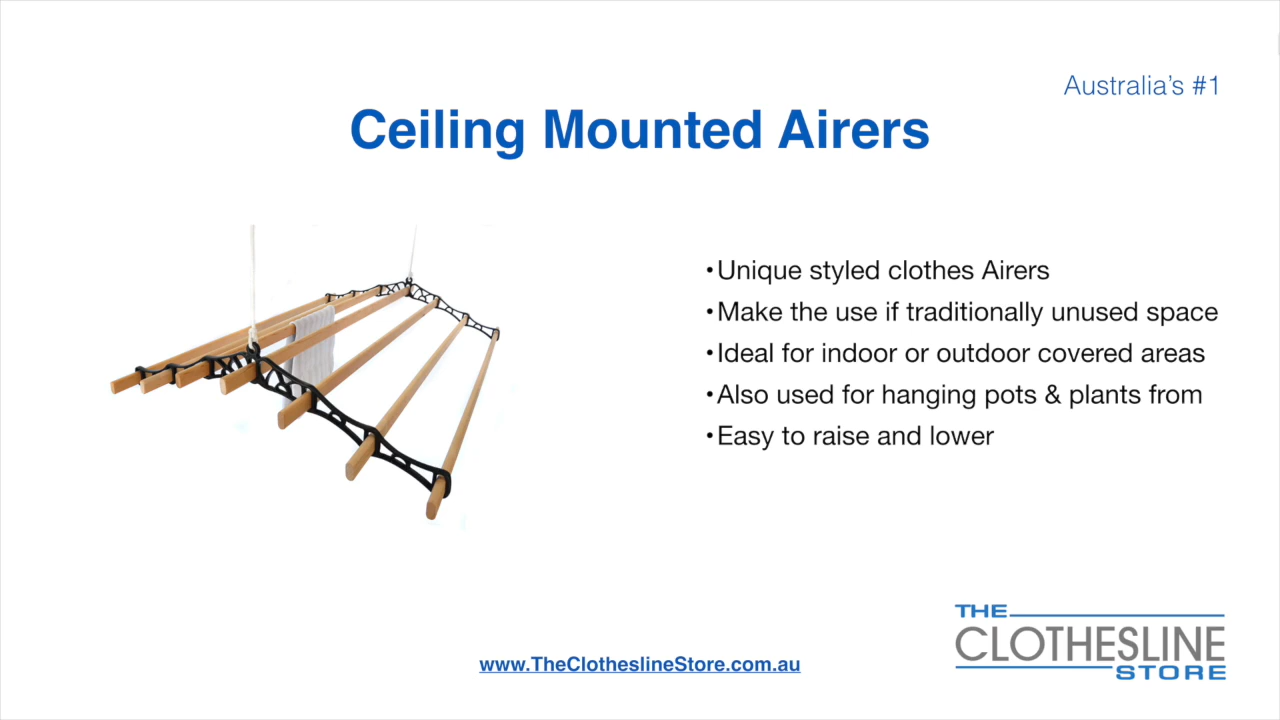 Australia's #1
Ceiling Mounted Airers
•Unique styled clothes Airers
•Make the use if traditionally unused space
•Ideal for indoor or outdoor covered areas
•Also used for hanging pots & plants from
•Easy to raise and lower
THE
CLOTHESLINE
STORE
www.TheClotheslineStore.com.au